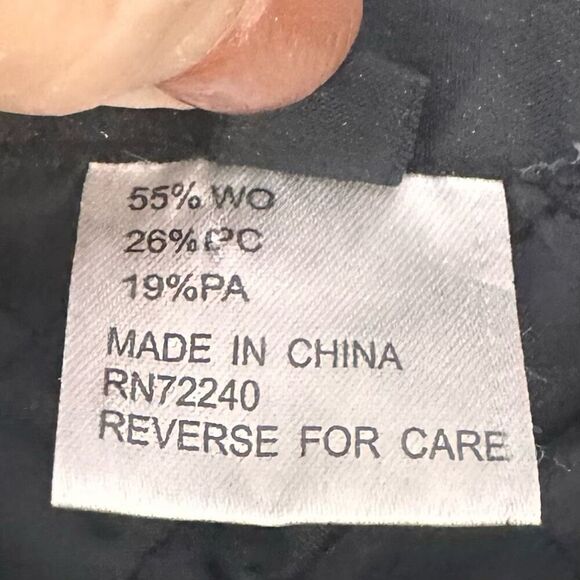 55% WO
26%PC
19%PA
MADE IN CHINA
RN72240
REVERSE FOR CARE